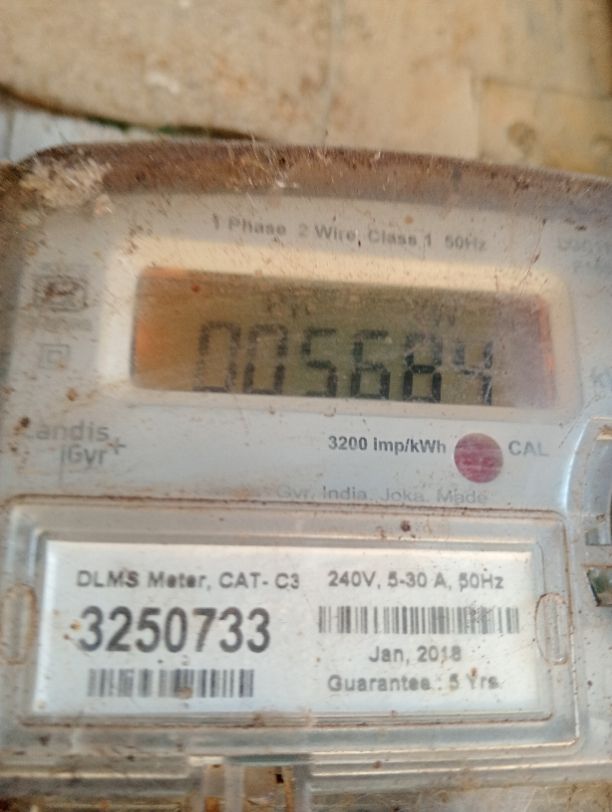 1 Phase 2 Wire, Class 1 50Hz
005684
Landis
Gyr+
3200 imp/kWh
CAL
Gyr, India, Joka. Made
DLMS Meter, CAT- C3
240V, 5-30 A, 50Hz
3250733
Jan, 2018
Guarantee : 5 Yrs.